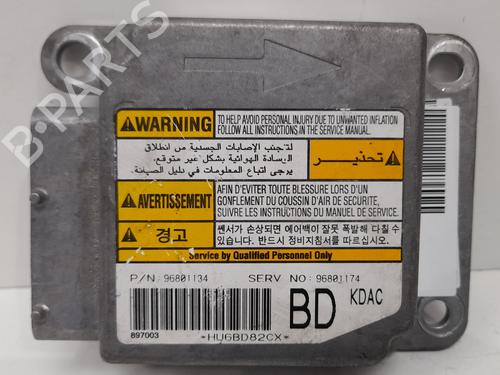 B-PARTS
WARNING
TO HELP AVOID PERSONAL INJURY DUE TO UNWANTED INFLATION
FOLLOW ALL INSTRUCTIONS IN THE SERVICE MANUAL.
لتجنب الإصابات الجسدية من انطلاق
الوسادة الهوائية بشكل غير متوقع,
يرجى اتباع المعلومات في دليل الصيانة.
تحذير
AVERTISSEMENT
AFIN D'EVITER TOUTE BLESSURE LORS D'UN
GONFLEMENT DU COUSSIN D'AIR DE SECURITE,
SUIVRE LES INSTRUCTIONS DU MANUEL DE SERVICE.
경고
쎈서가 손상되면 에어백이 잘못 폭발해 다칠 수
있습니다. 반드시 정비지침서를 따르십시오.
Service by Qualified Personnel Only
P/N: 96801134 SERV NO: 96801174
BD KDAC
897003
*HU6BD82CX*